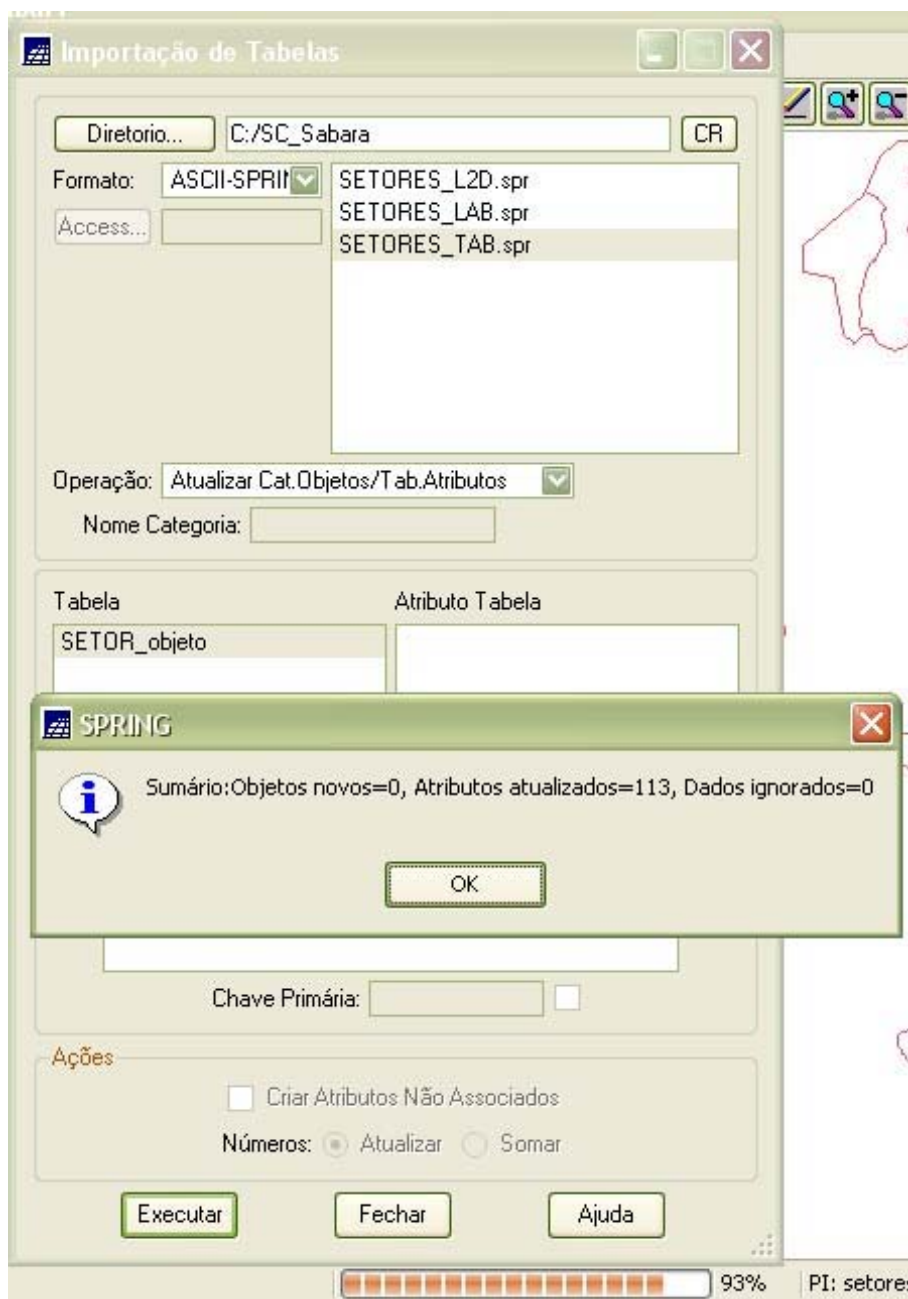 Importação de Tabelas
Diretorio... C:/SC_Sabara CR
Formato: ASCII-SPRIN
SETORES_L2D.spr
SETORES_LAB.spr
SETORES_TAB.spr
Access...
Operação: Atualizar Cat.Objetos/Tab.Atributos
Nome Categoria:
Tabela Atributo Tabela
SETOR_objeto
SPRING
Sumário:Objetos novos=0, Atributos atualizados=113, Dados ignorados=0
OK
Chave Primária:
Ações
Criar Atributos Não Associados
Números: Atualizar Somar
Executar Fechar Ajuda
93% PI: setores